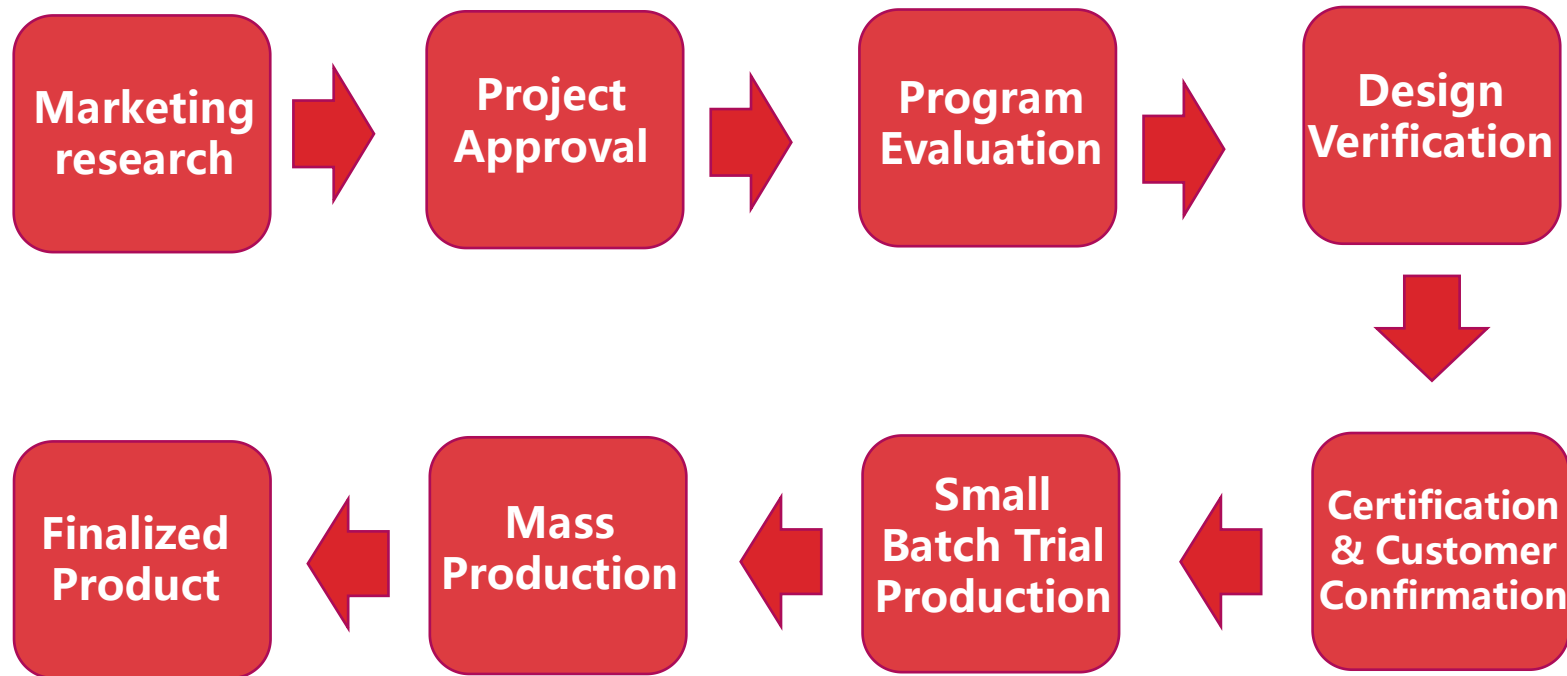 Marketing
research
Project
Approval
Program
Evaluation
Design
Verification
Certification
& Customer
Confirmation
Small
Batch Trial
Production
Mass
Production
Finalized
Product